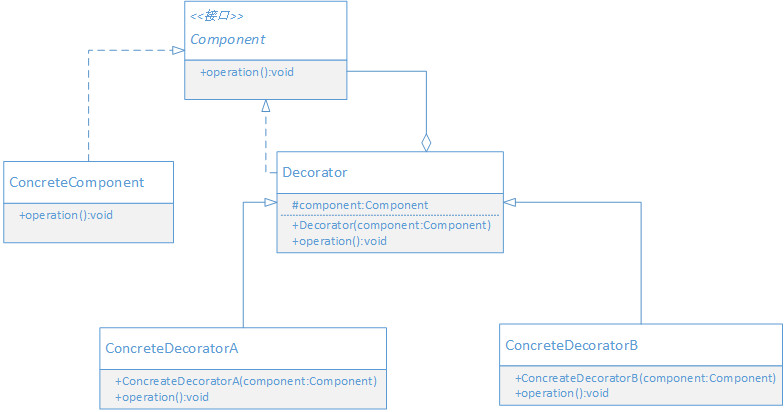 <<接口>>
Component
+operation():void
ConcreteComponent
+operation():void
Decorator
#component:Component
+Decorator(component:Component)
+operation():void
ConcreteDecoratorA
+ConcreateDecoratorA(component:Component)
+operation():void
ConcreteDecoratorB
+ConcreateDecoratorB(component:Component)
+operation():void